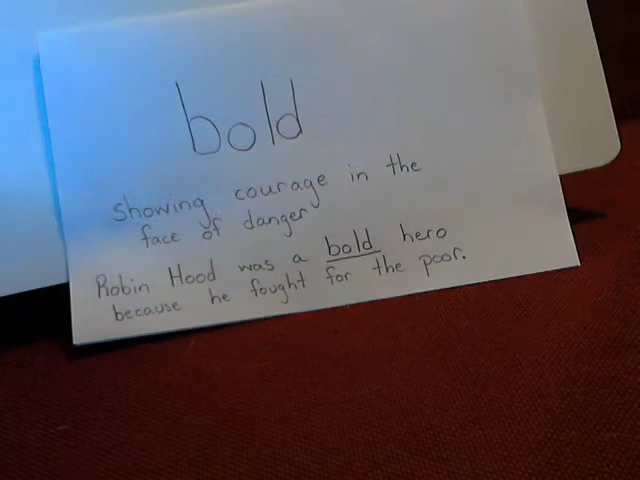 bold
showing courage in the
face of danger
Robin Hood was a bold hero
because he fought for the poor.